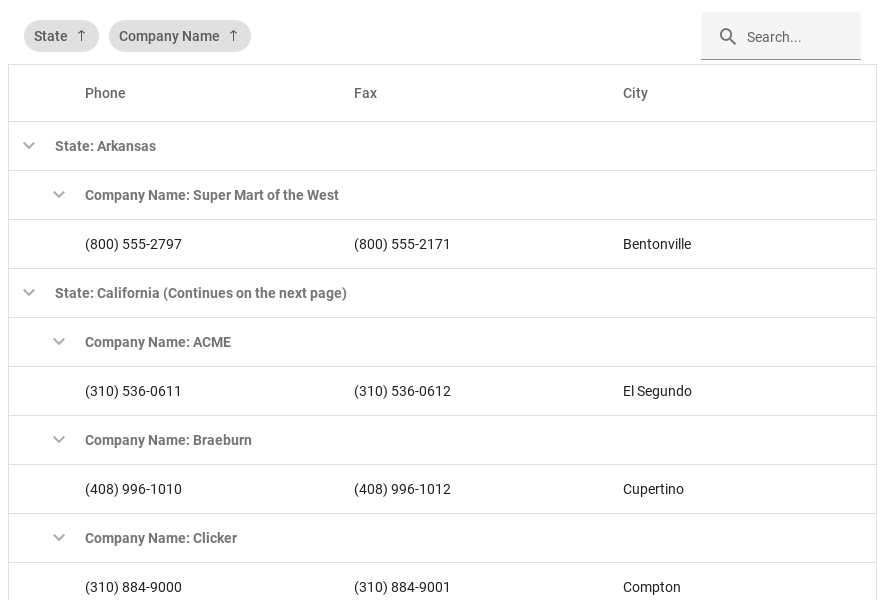 State Company Name Search...
Phone Fax City
State: Arkansas
Company Name: Super Mart of the West
(800) 555-2797 (800) 555-2171 Bentonville
State: California (Continues on the next page)
Company Name: ACME
(310) 536-0611 (310) 536-0612 El Segundo
Company Name: Braeburn
(408) 996-1010 (408) 996-1012 Cupertino
Company Name: Clicker
(310) 884-9000 (310) 884-9001 Compton